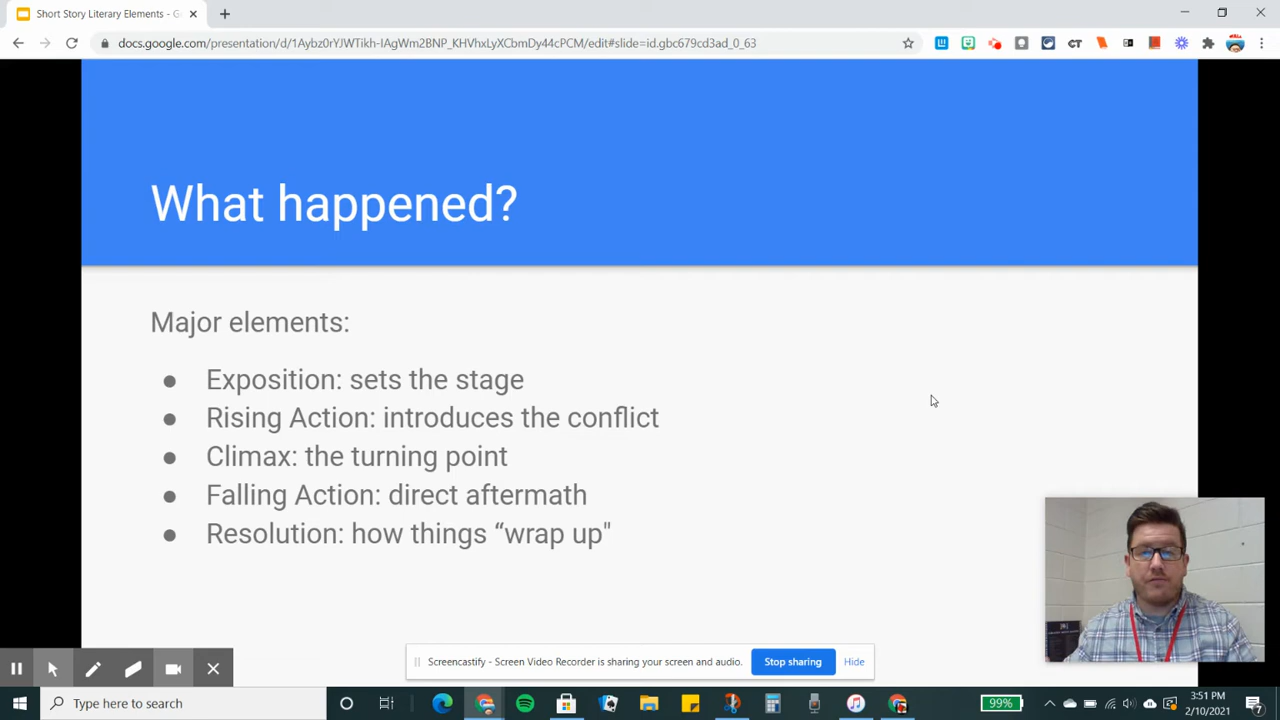 Short Story Literary Elements - G
docs.google.com/presentation/d/1Aybz0rYJWTikh-IAgWm2BNP_KHVhxLyXCbmDy44cPCM/edit#slide=id.gbc679cd3ad_0_63
What happened?
Major elements:
● Exposition: sets the stage
● Rising Action: introduces the conflict
● Climax: the turning point
● Falling Action: direct aftermath
● Resolution: how things “wrap up"
Screencastify - Screen Video Recorder is sharing your screen and audio.
Stop sharing
Hide
Type here to search
99%
3:51 PM
2/10/2021